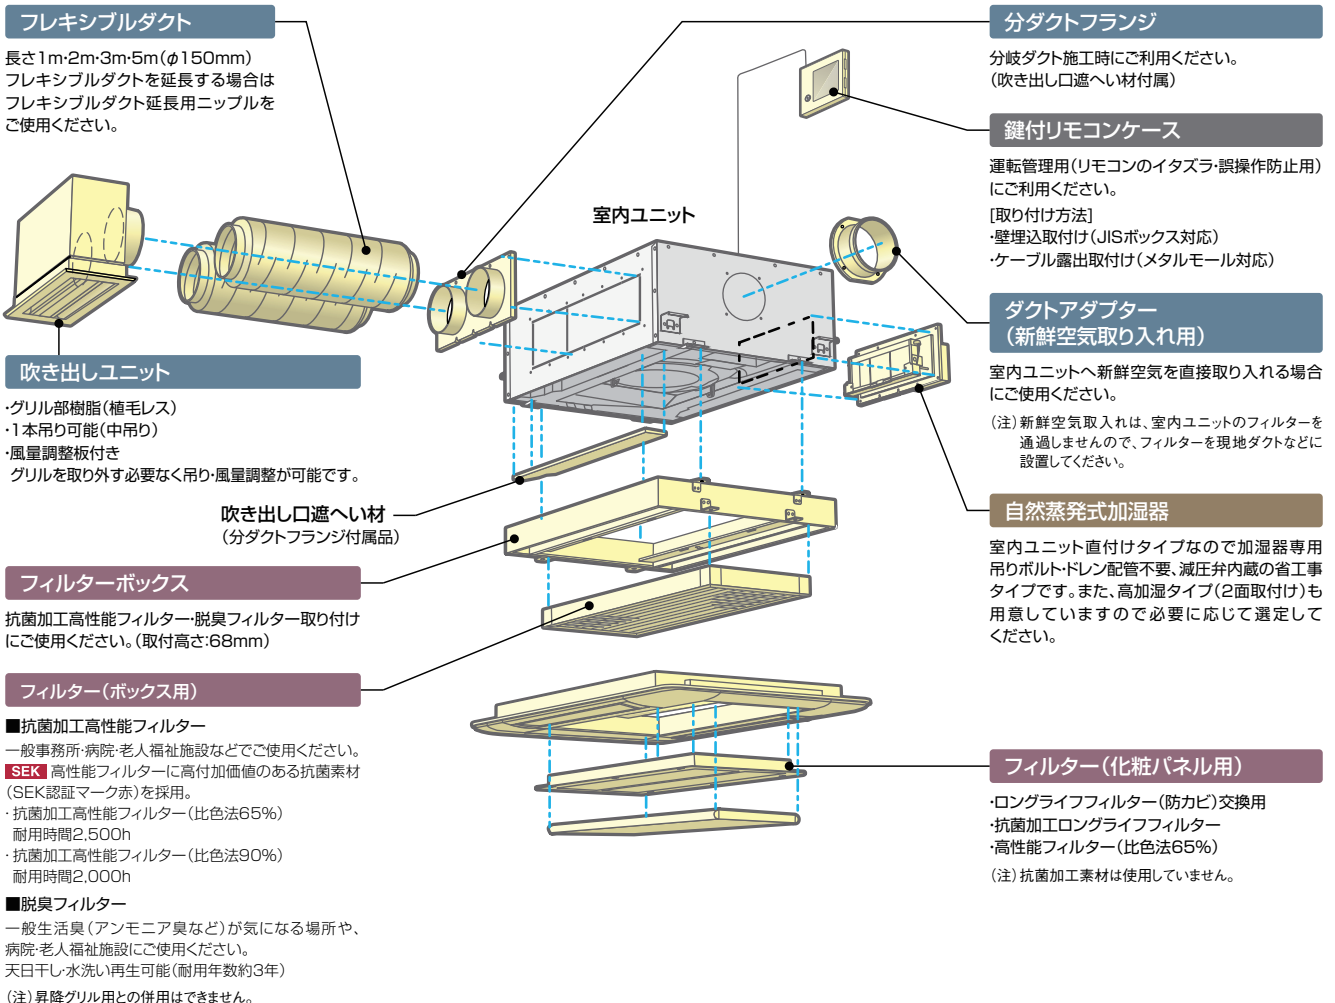 フレキシブルダクト
長さ1m・2m・3m・5m（φ150mm）
フレキシブルダクトを延長する場合は
フレキシブルダクト延長用ニップルを
ご使用ください。
吹き出しユニット
・グリル部樹脂（植毛レス）
・1本吊り可能（中吊り）
・風量調整板付き
グリルを取り外す必要なく吊り・風量調整が可能です。
室内ユニット
吹き出し口遮へい材
（分ダクトフランジ付属品）
フィルターボックス
抗菌加工高性能フィルター・脱臭フィルター取り付け
にご使用ください。（取付高さ：68mm）
フィルター（ボックス用）
■抗菌加工高性能フィルター
一般事務所・病院・老人福祉施設などでご使用ください。
SEK 高性能フィルターに高付加価値のある抗菌素材
（SEK認証マーク赤）を採用。
・抗菌加工高性能フィルター（比色法65%）
耐用時間2,500h
・抗菌加工高性能フィルター（比色法90%）
耐用時間2,000h
■脱臭フィルター
一般生活臭（アンモニア臭など）が気になる場所や、
病院・老人福祉施設にご使用ください。
天日干し・水洗い再生可能（耐用年数約3年）
（注）昇降グリル用との併用はできません。
分ダクトフランジ
分岐ダクト施工時にご利用ください。
（吹き出し口遮へい材付属）
鍵付リモコンケース
運転管理用（リモコンのイタズラ・誤操作防止用）
にご利用ください。
[取り付け方法]
・壁埋込取付け（JISボックス対応）
・ケーブル露出取付け（メタルモール対応）
ダクトアダプター
（新鮮空気取り入れ用）
室内ユニットへ新鮮空気を直接取り入れる場合
にご使用ください。
（注）新鮮空気取入れは、室内ユニットのフィルターを
通過しませんので、フィルターを現地ダクトなどに
設置してください。
自然蒸発式加湿器
室内ユニット直付けタイプなので加湿器専用
吊りボルト・ドレン配管不要、減圧弁内蔵の省工事
タイプです。また、高加湿タイプ（2面取付け）も
用意していますので必要に応じて選定して
ください。
フィルター（化粧パネル用）
・ロングライフフィルター（防カビ）交換用
・抗菌加工ロングライフフィルター
・高性能フィルター（比色法65%）
（注）抗菌加工素材は使用していません。